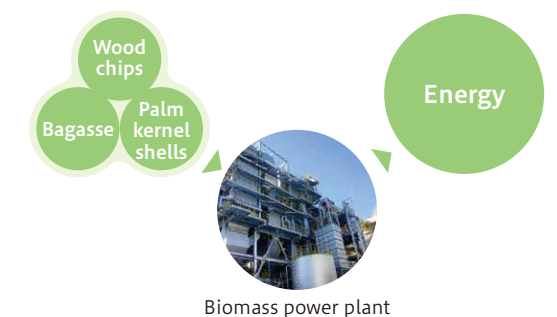 Wood
chips
Bagasse
Palm
kernel
shells
Energy
Biomass power plant